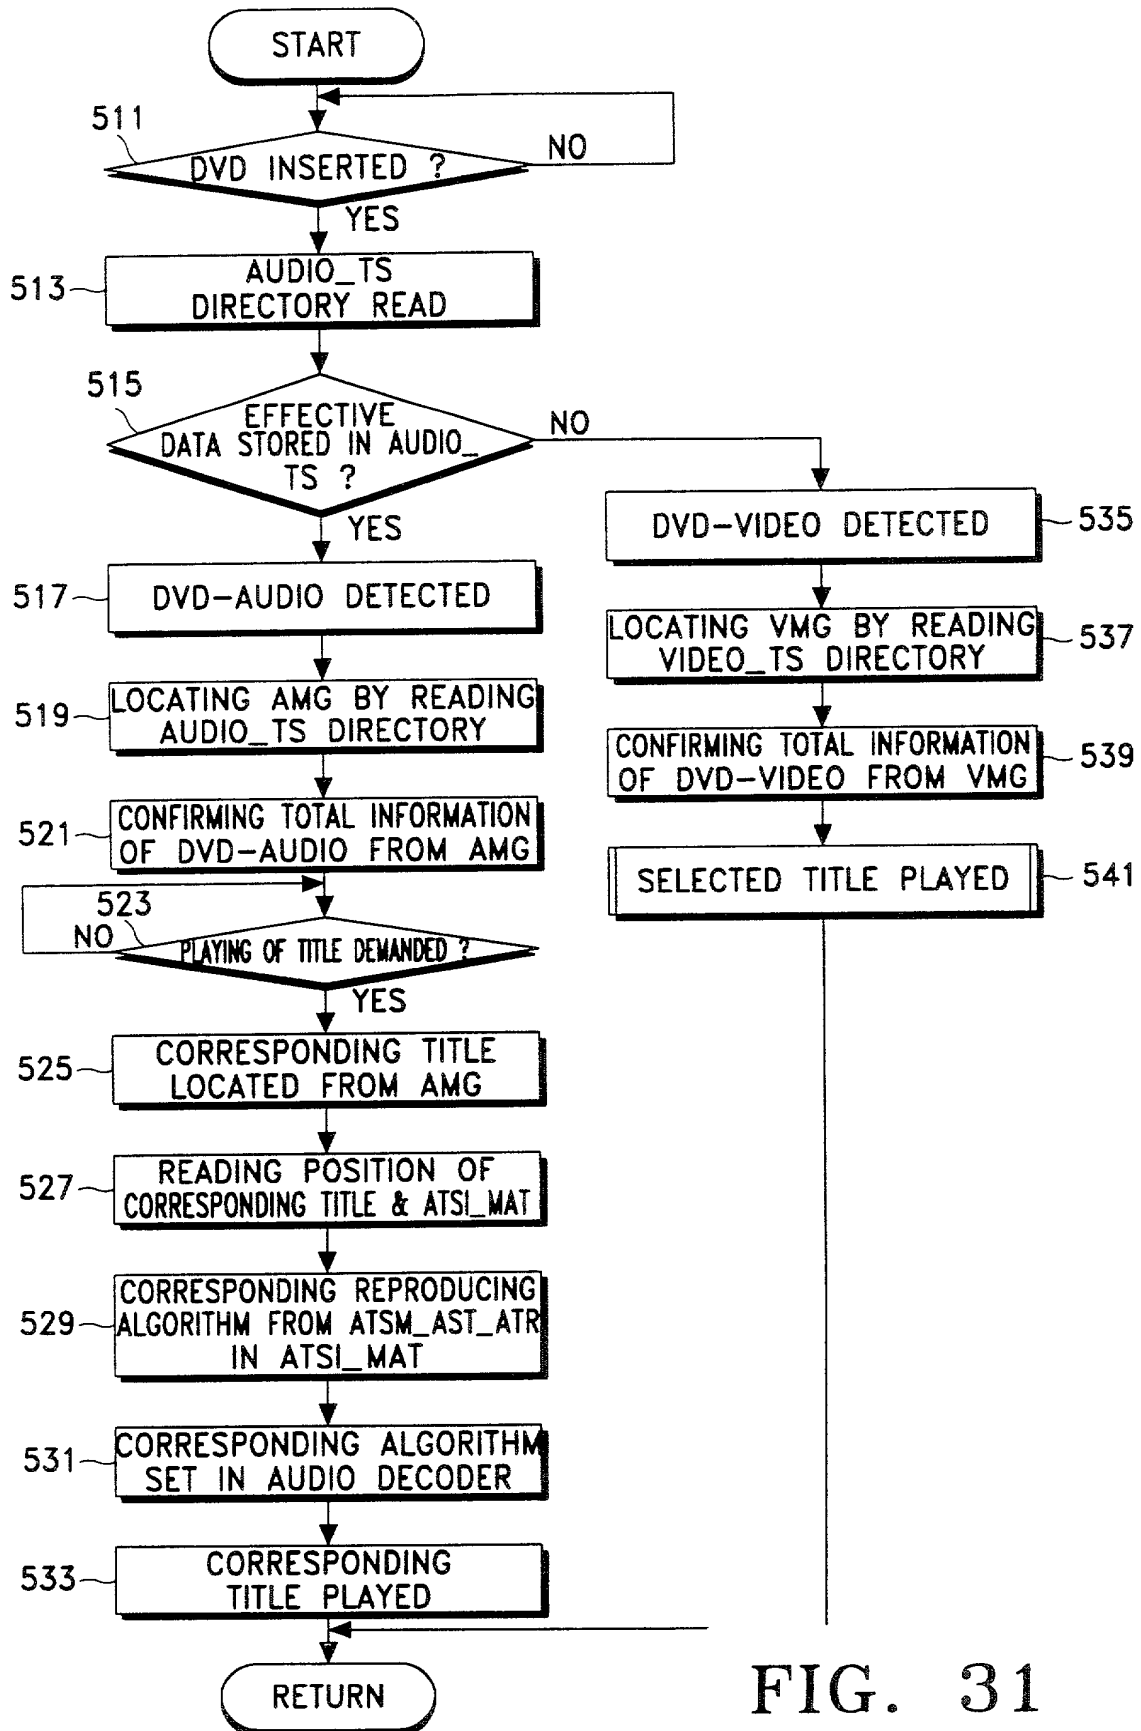 START
511
DVD INSERTED ?
NO
YES
513
AUDIO_TS
DIRECTORY READ
515
EFFECTIVE
DATA STORED IN AUDIO_
TS ?
NO
YES
517
DVD-AUDIO DETECTED
519
LOCATING AMG BY READING
AUDIO_TS DIRECTORY
521
CONFIRMING TOTAL INFORMATION
OF DVD-AUDIO FROM AMG
523
NO
PLAYING OF TITLE DEMANDED ?
YES
525
CORRESPONDING TITLE
LOCATED FROM AMG
527
READING POSITION OF
CORRESPONDING TITLE & ATSI_MAT
529
CORRESPONDING REPRODUCING
ALGORITHM FROM ATSM_AST_ATR
IN ATSI_MAT
531
CORRESPONDING ALGORITHM
SET IN AUDIO DECODER
533
CORRESPONDING
TITLE PLAYED
RETURN
DVD-VIDEO DETECTED
535
LOCATING VMG BY READING
VIDEO_TS DIRECTORY
537
CONFIRMING TOTAL INFORMATION
OF DVD-VIDEO FROM VMG
539
SELECTED TITLE PLAYED
541
FIG. 31